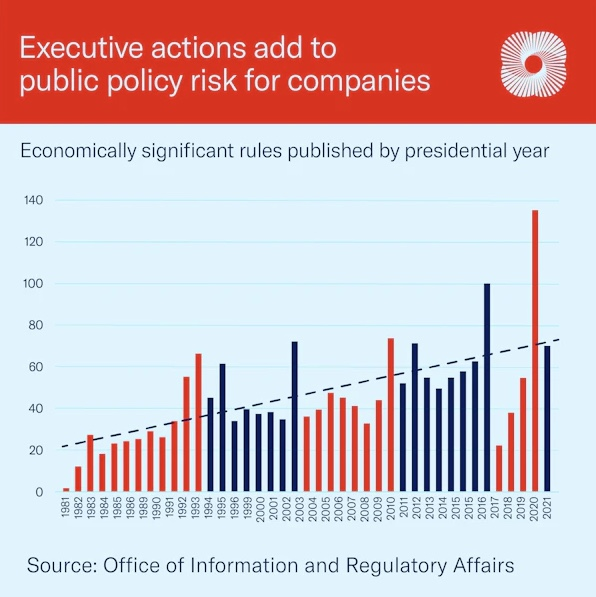 Executive actions add to
public policy risk for companies
Economically significant rules published by presidential year
140
120
100
80
60
40
20
0
1981 1982 1983 1984 1985 1986 1989 1990 1991 1992 1993 1994 1995 1996 1999 2000 2001 2002 2003 2004 2005 2006 2007 2008 2009 2010 2011 2012 2013 2014 2015 2015 2016 2017 2018 2019 2020 2021
Source: Office of Information and Regulatory Affairs